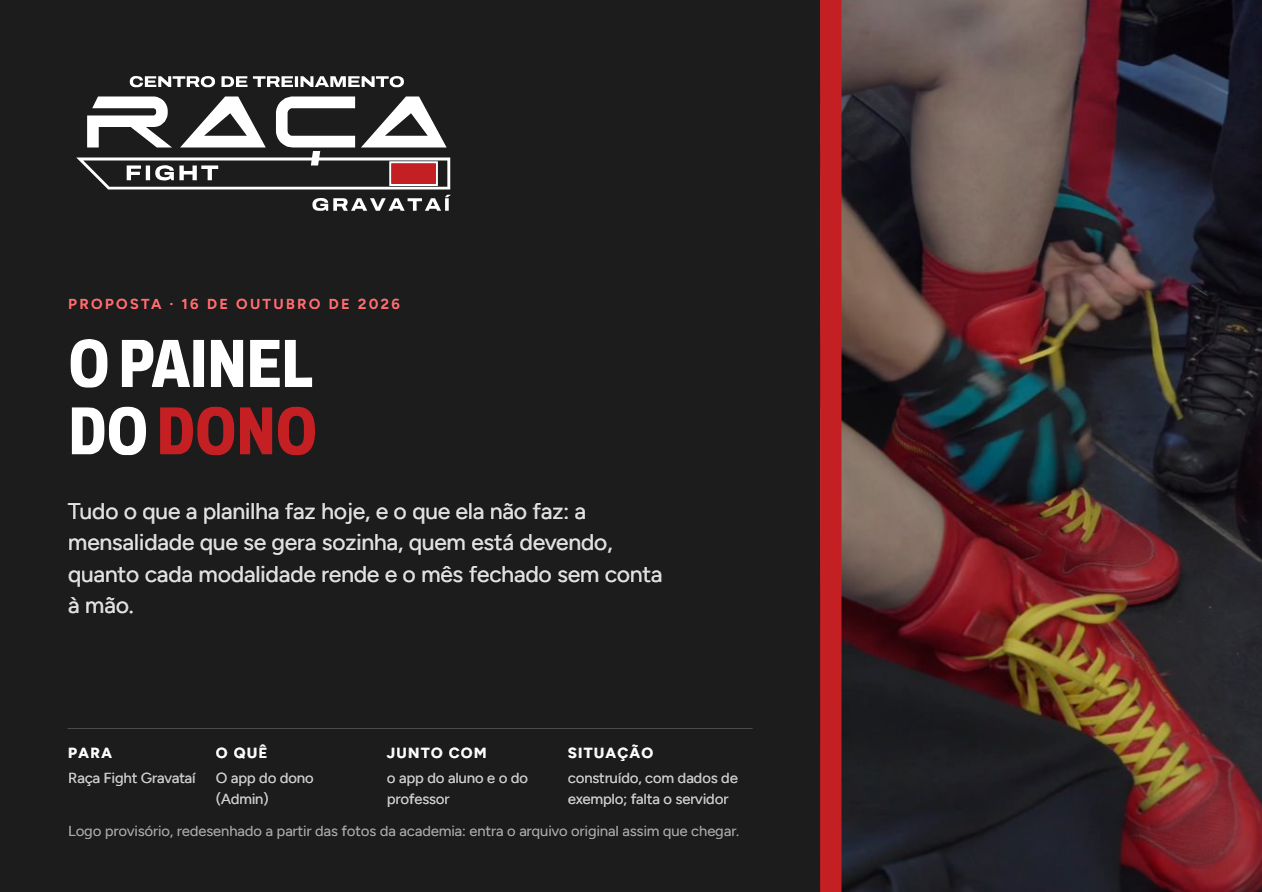 CENTRO DE TREINAMENTO
RAÇA
FIGHT
GRAVATAÍ
PROPOSTA · 16 DE OUTUBRO DE 2026
O PAINEL
DO DONO
Tudo o que a planilha faz hoje, e o que ela não faz: a
mensalidade que se gera sozinha, quem está devendo,
quanto cada modalidade rende e o mês fechado sem conta
à mão.
PARA
Raça Fight Gravataí
O QUÊ
O app do dono
(Admin)
JUNTO COM
o app do aluno e o do
professor
SITUAÇÃO
construído, com dados de
exemplo; falta o servidor
Logo provisório, redesenhado a partir das fotos da academia: entra o arquivo original assim que chegar.